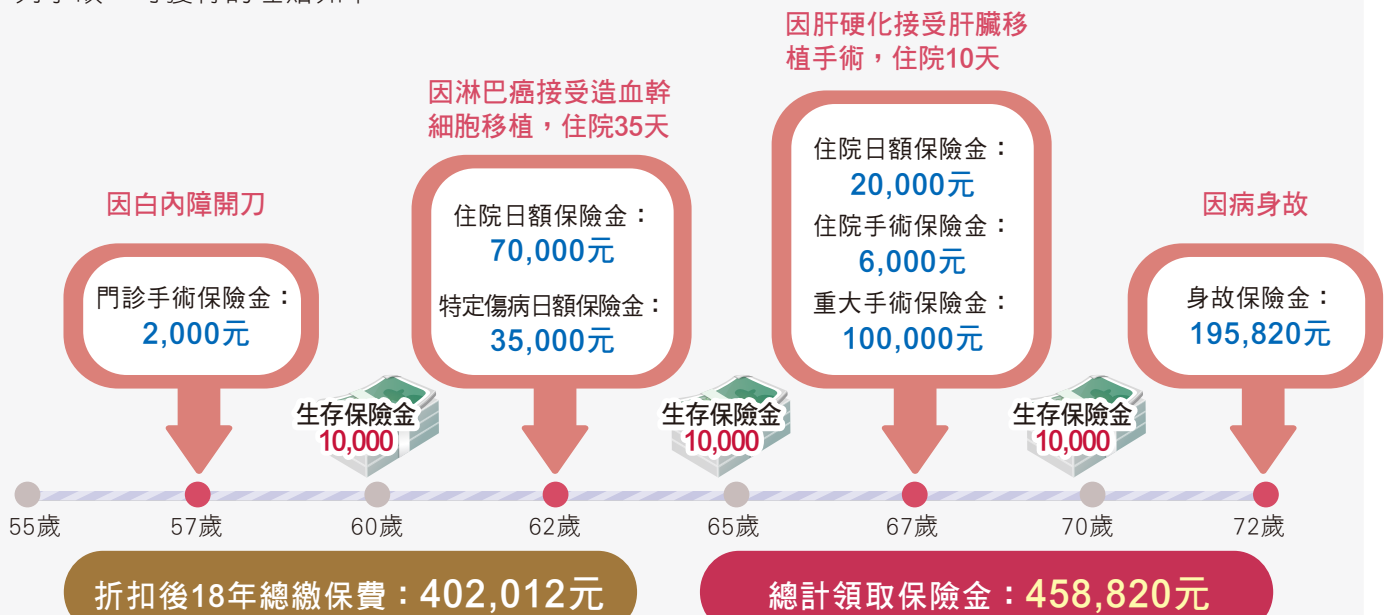 因白內障開刀
門診手術保險金：
2,000元
因淋巴癌接受造血幹
細胞移植，住院35天
住院日額保險金：
70,000元
特定傷病日額保險金：
35,000元
因肝硬化接受肝臟移
植手術，住院10天
住院日額保險金：
20,000元
住院手術保險金：
6,000元
重大手術保險金：
100,000元
因病身故
身故保險金：
195,820元
生存保險金
10,000
生存保險金
10,000
生存保險金
10,000
55歲
57歲
60歲
62歲
65歲
67歲
70歲
72歲
折扣後18年總繳保費：402,012元
總計領取保險金：458,820元